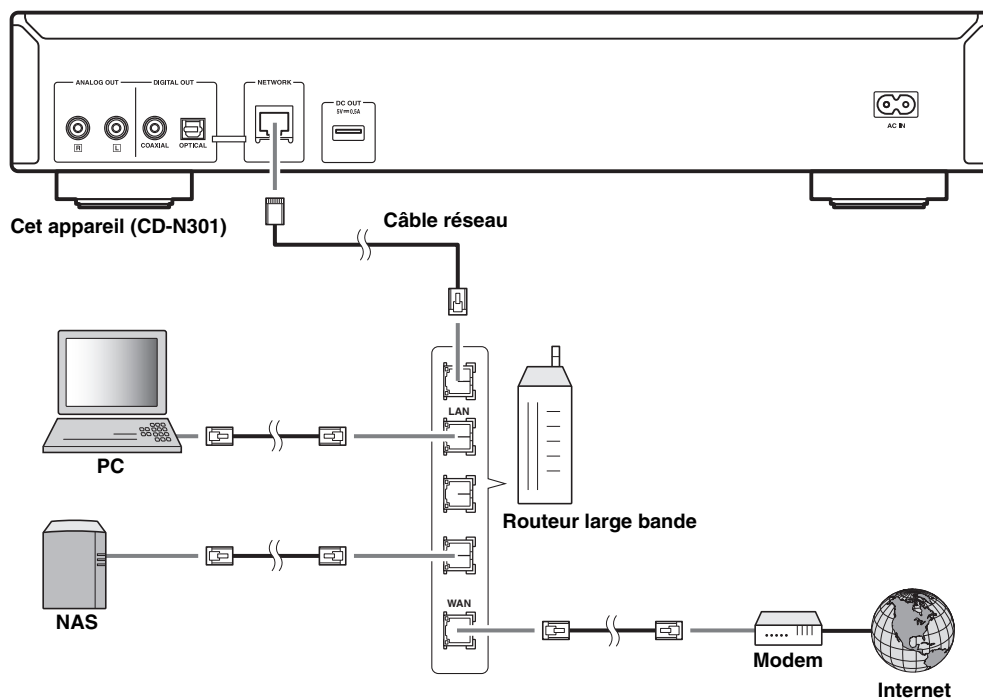 ANALOG OUT
DIGITAL OUT
NETWORK
DC OUT
5V⎓0.5A
R
L
COAXIAL
OPTICAL
AC IN
Cet appareil (CD-N301)
Câble réseau
LAN
PC
Routeur large bande
NAS
WAN
Modem
Internet